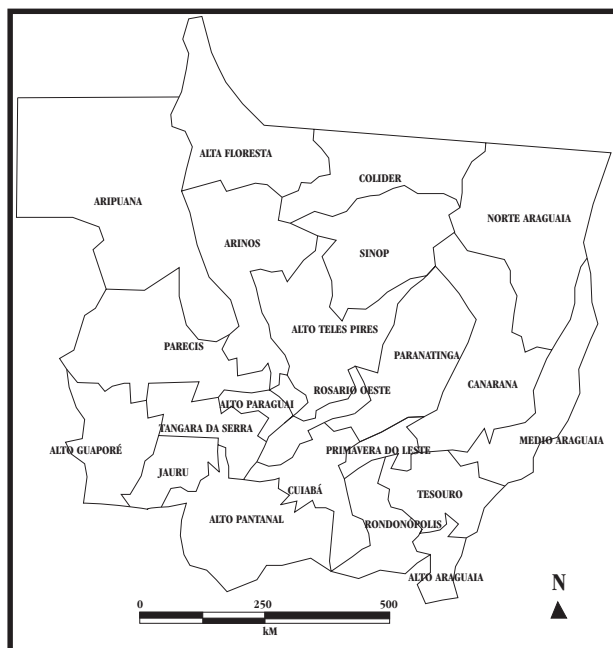 ALTA FLORESTA
COLIDER
ARIPUANA
NORTE ARAGUAIA
ARINOS
SINOP
ALTO TELES PIRES
PARECIS
PARANATINGA
CANARANA
ROSARIO OESTE
ALTO PARAGUAI
TANGARA DA SERRA
MEDIO ARAGUAIA
ALTO GUAPORÉ
PRIMAVERA DO LESTE
JAURU
CUIABÁ
TESOURO
ALTO PANTANAL
RONDONÓPOLIS
ALTO ARAGUAIA
N
0 250 500
kM